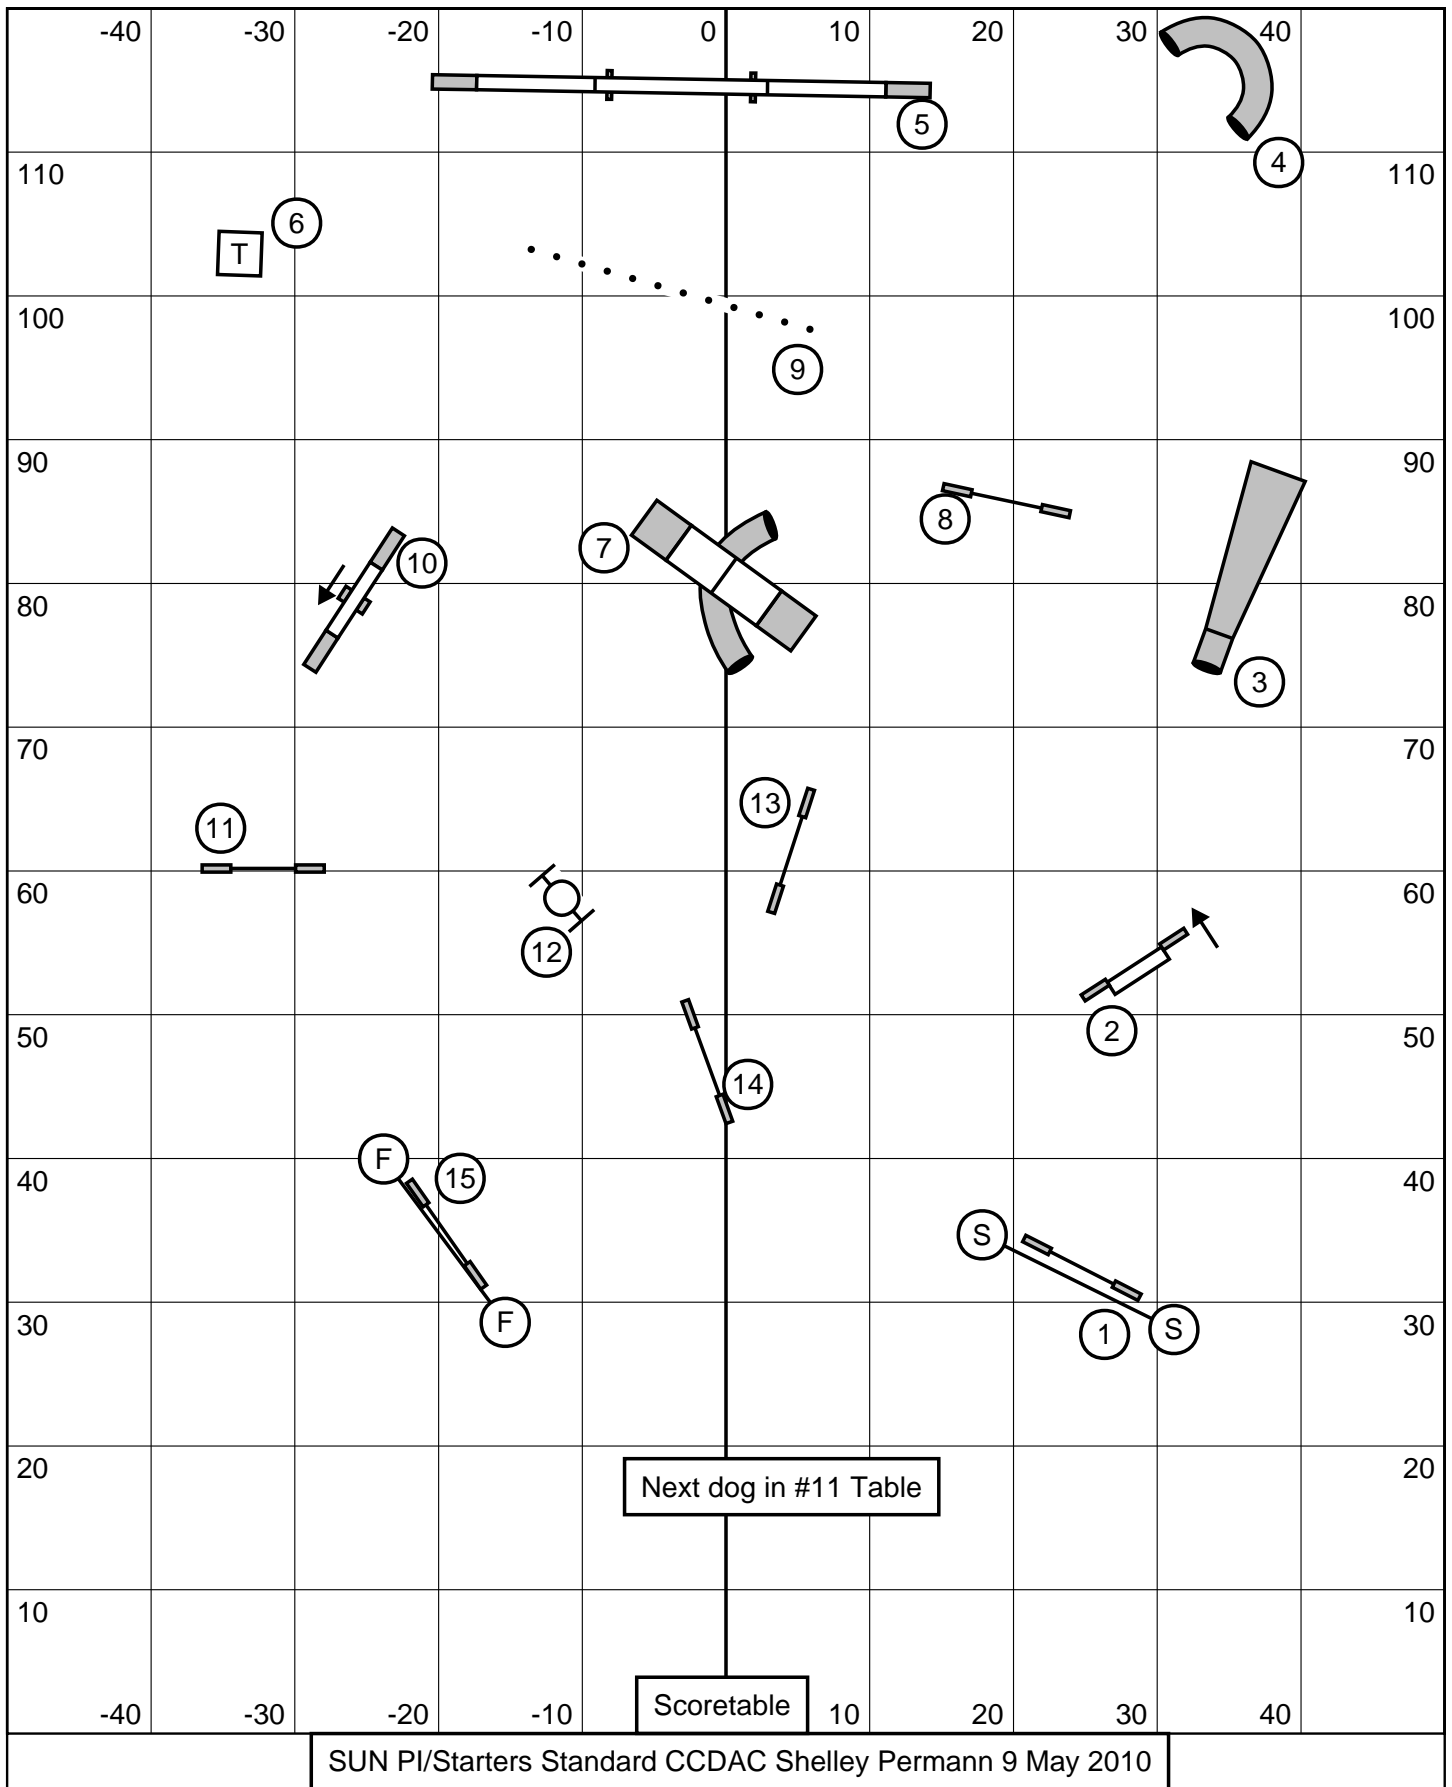 -40 -30 -20 -10 0 10 20 30 40
5
4
110 110
6
T
100 100
9
90 90
8
7
10
80 80
3
70 70
13
11
60 60
12
50 50
2
14
F
15
40 40
S
F
30 1 S 30
20 20
Next dog in #11 Table
10 10
Scoretable
-40 -30 -20 -10 10 20 30 40
SUN PI/Starters Standard CCDAC Shelley Permann 9 May 2010